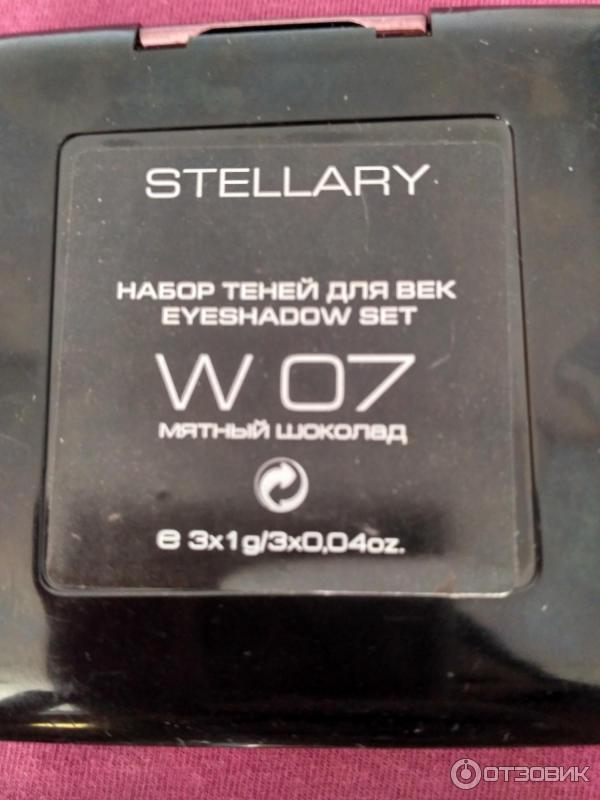 STELLARY
НАБОР ТЕНЕЙ ДЛЯ ВЕК
EYESHADOW SET
W 07
МЯТНЫЙ ШОКОЛАД
e 3x1g/3x0,04oz.
ОТЗОВИК